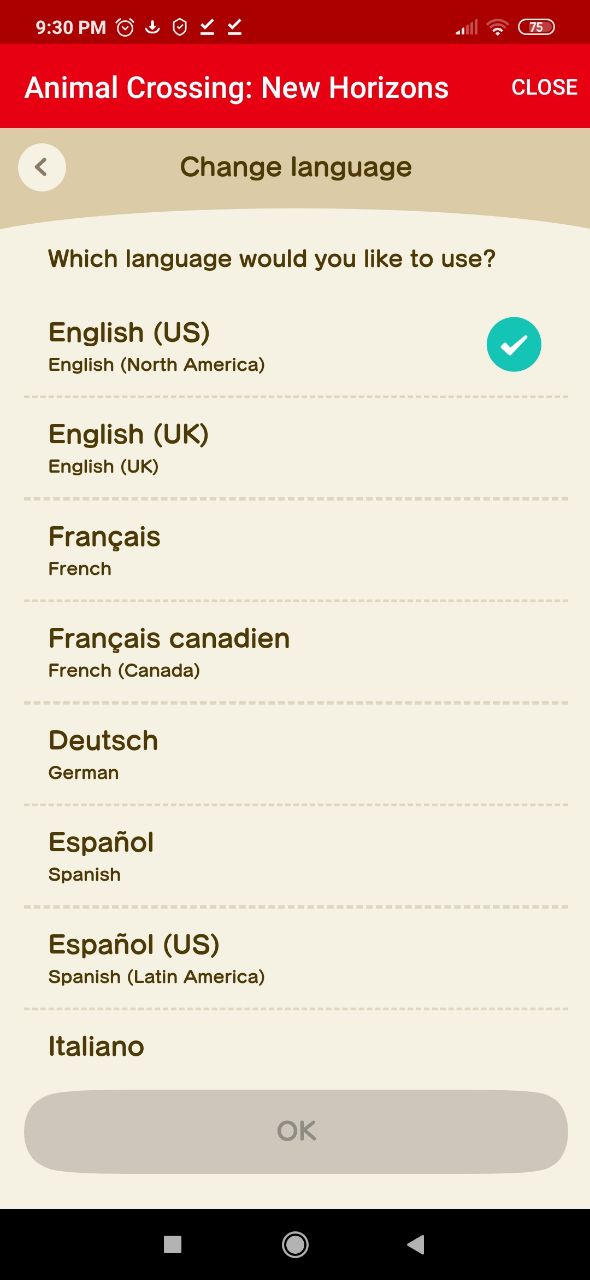 9:30 PM
75
Animal Crossing: New Horizons
CLOSE
Change language
Which language would you like to use?
English (US)
English (North America)
English (UK)
English (UK)
Français
French
Français canadien
French (Canada)
Deutsch
German
Español
Spanish
Español (US)
Spanish (Latin America)
Italiano
OK